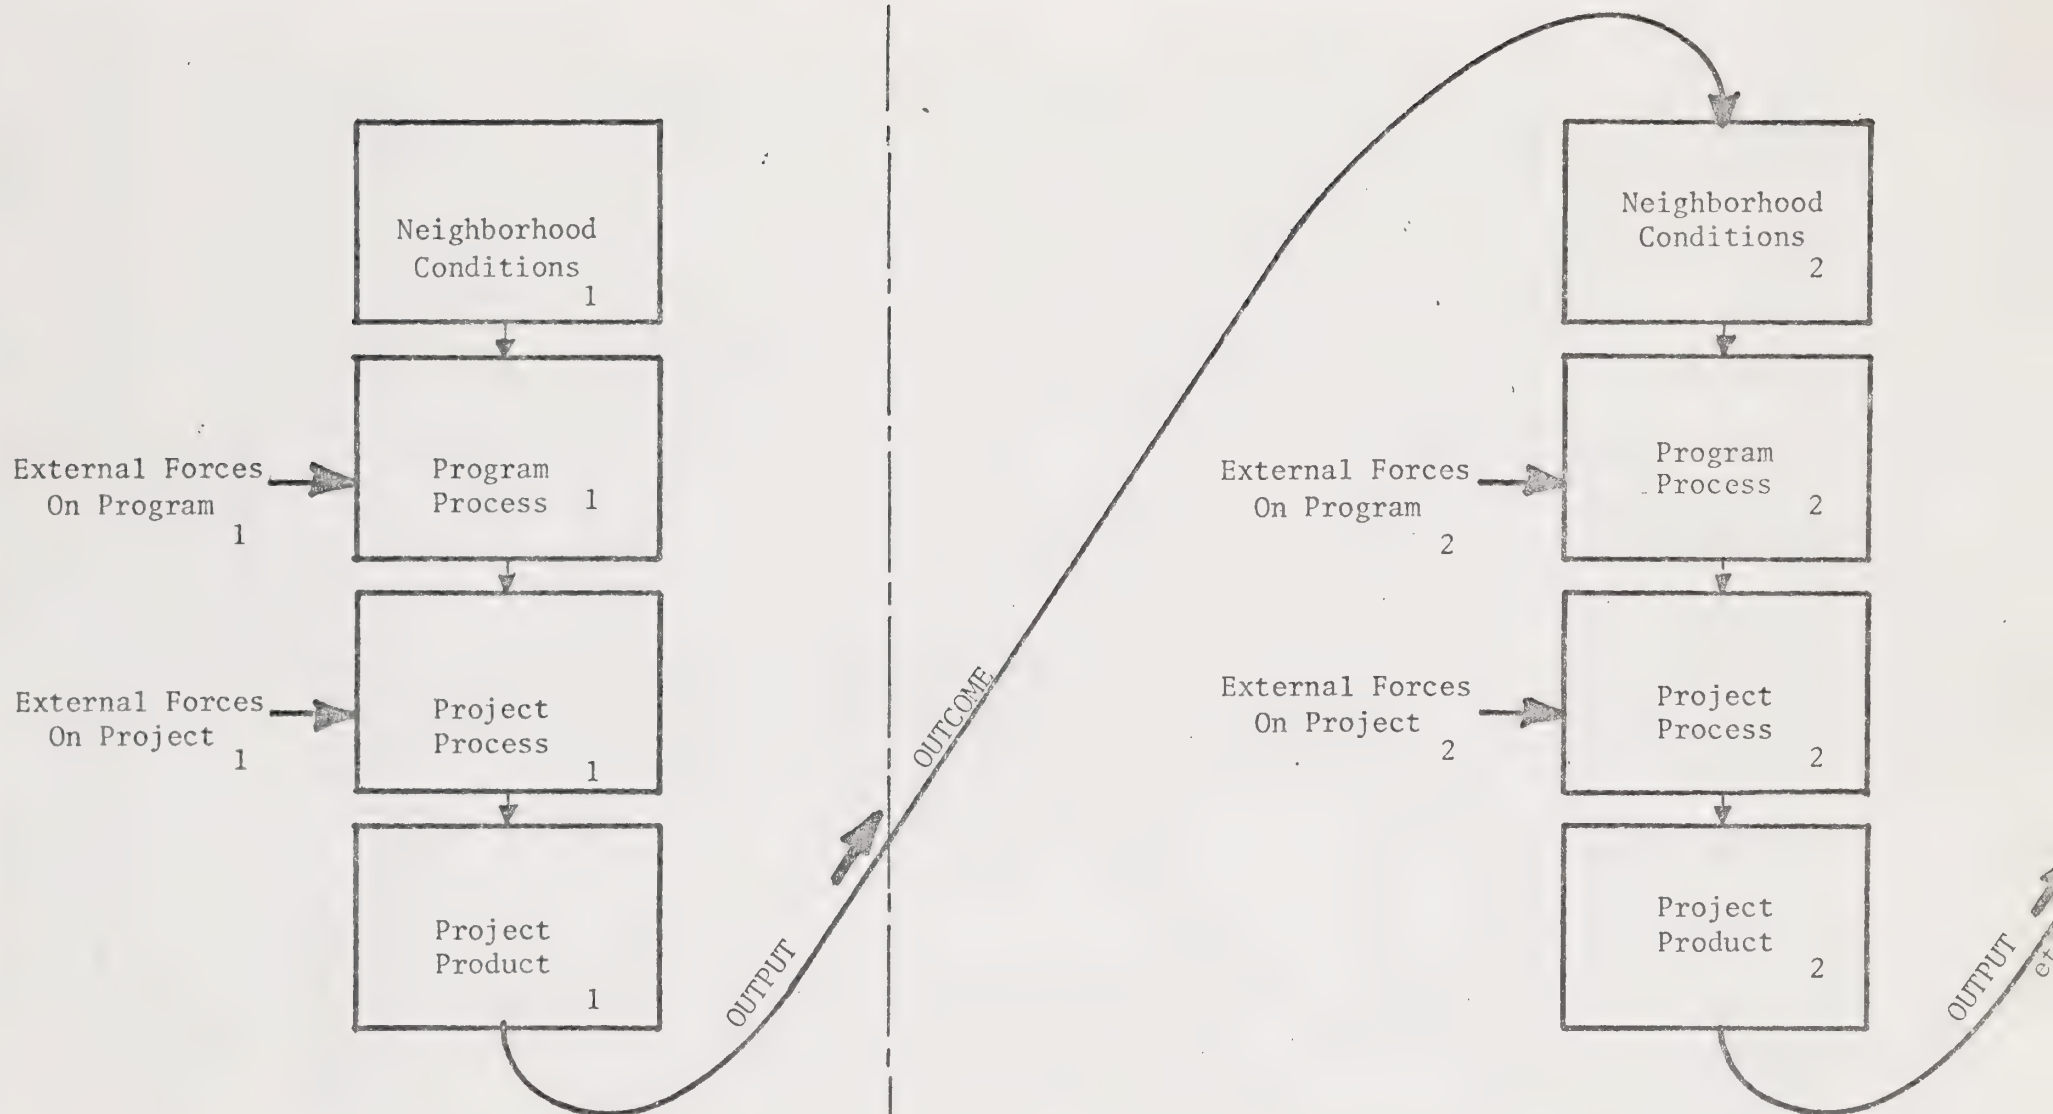 Neighborhood
Conditions
1
External Forces
On Program
1
Program
Process 1
External Forces
On Project
1
Project
Process
1
Project
Product
1
OUTPUT
OUTCOME
Neighborhood
Conditions
2
External Forces
On Program
2
Program
Process
2
External Forces
On Project
2
Project
Process
2
Project
Product
2
OUTPUT